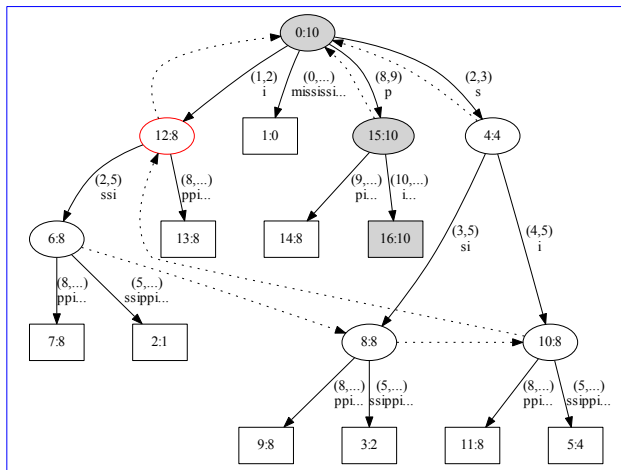 0:10
(1,2)
i
(0,...)
mississi...
(8,9)
p
(2,3)
s
12:8
1:0
15:10
4:4
(2,5)
ssi
(8,...)
ppi...
(9,...)
pi...
(10,...)
i...
(3,5)
si
(4,5)
i
6:8
13:8
14:8
16:10
(8,...)
ppi...
(5,...)
ssippi...
7:8
2:1
8:8
10:8
(8,...)
ppi...
(5,...)
ssippi...
(8,...)
ppi...
(5,...)
ssippi...
9:8
3:2
11:8
5:4